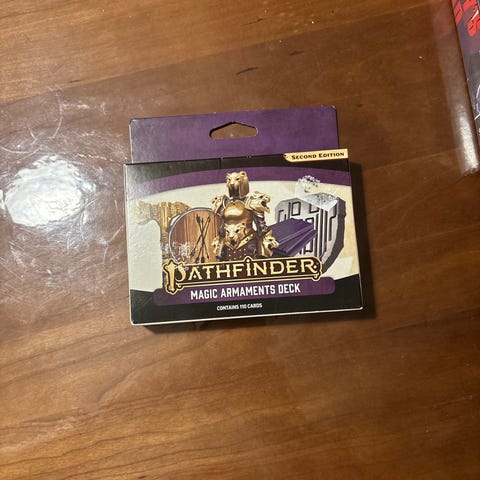 SECOND EDITION
PATHFINDER
MAGIC ARMAMENTS DECK
CONTAINS 110 CARDS